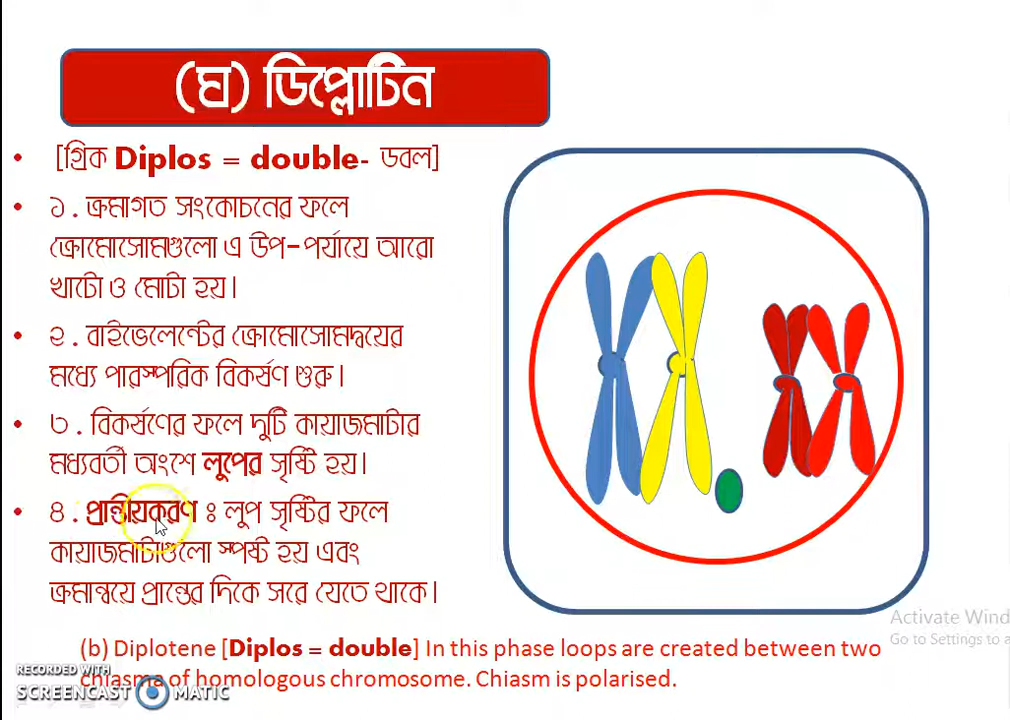 (ঘ) ডিপ্লোটিন
• [গ্রিক Diplos = double- ডবল]
• ১. ক্রমাগত সংকোচনের ফলে
ক্রোমোসোমগুলো এ উপ-পর্যায়ে আরো
খাটো ও মোটা হয়।
• ২. বাইভেলেন্টের ক্রোমোসোমদ্বয়ের
মধ্যে পারস্পরিক বিকর্ষণ শুরু।
• ৩. বিকর্ষণের ফলে দুটি কায়াজমাটার
মধ্যবর্তী অংশে লুপের সৃষ্টি হয়।
• ৪. প্রান্তীয়করণ ঃ লুপ সৃষ্টির ফলে
কায়াজমাটাগুলো স্পষ্ট হয় এবং
ক্রমান্বয়ে প্রান্তের দিকে সরে যেতে থাকে।
Activate Wind
Go to Settings to a
(b) Diplotene [Diplos = double] In this phase loops are created between two
chiasma of homologous chromosome. Chiasm is polarised.
RECORDED WITH
SCREENCAST MATIC